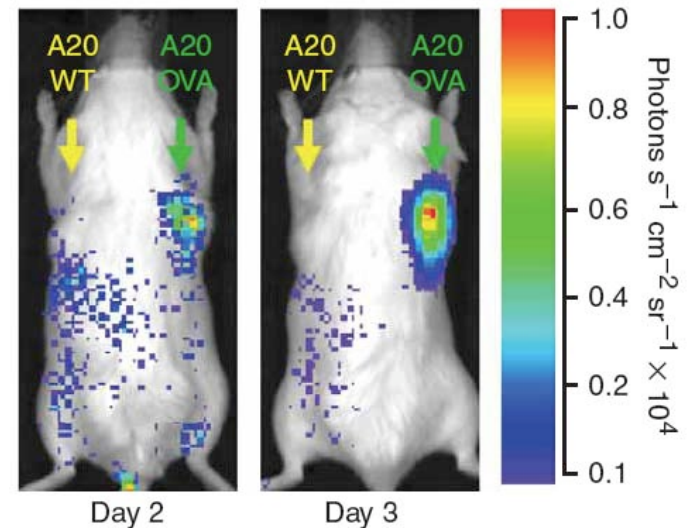 A20 WT
A20 OVA
A20 WT
A20 OVA
1.0
0.8
0.6
0.4
0.2
0.1
Photons s⁻¹ cm⁻² sr⁻¹ × 10⁴
Day 2
Day 3